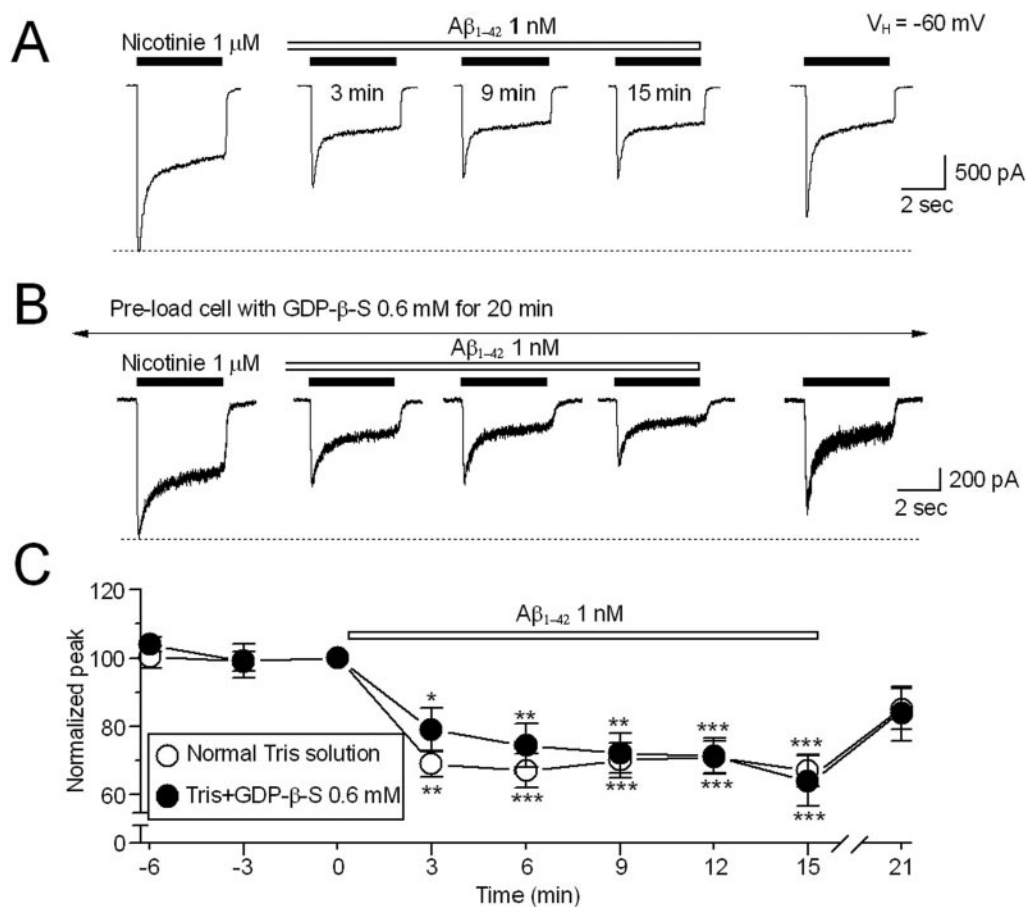 A
Aβ1–42 1 nM
VH = -60 mV
Nicotinie 1 μM
3 min
9 min
15 min
500 pA
2 sec
B
Pre-load cell with GDP-β-S 0.6 mM for 20 min
Aβ1–42 1 nM
Nicotinie 1 μM
200 pA
2 sec
C
120
Aβ1–42 1 nM
100
Normalized peak
*
**
**
***
80
***
Normal Tris solution
**
***
***
***
***
Tris+GDP-β-S 0.6 mM
60
0
-6
-3
0
3
6
9
12
15
21
Time (min)